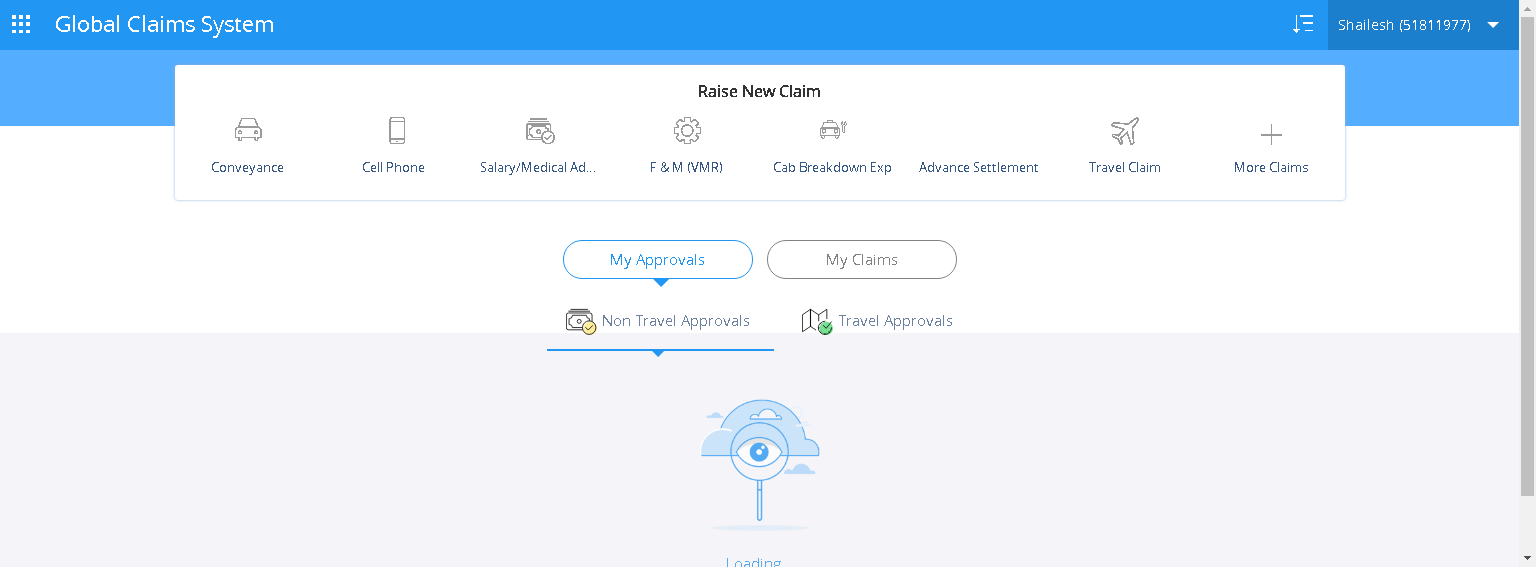 Global Claims System
Shailesh (51811977)
Raise New Claim
Conveyance
Cell Phone
Salary/Medical Ad...
F & M (VMR)
Cab Breakdown Exp
Advance Settlement
Travel Claim
More Claims
My Approvals
My Claims
Non Travel Approvals
Travel Approvals
Loading